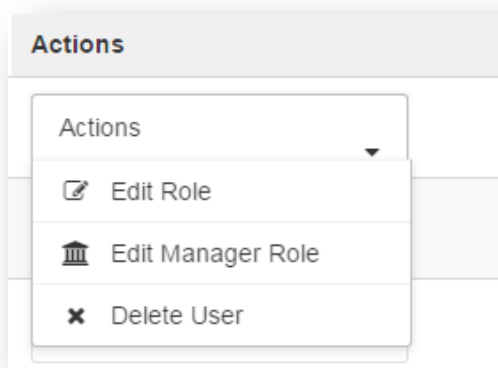 Actions
Actions
Edit Role
Edit Manager Role
Delete User